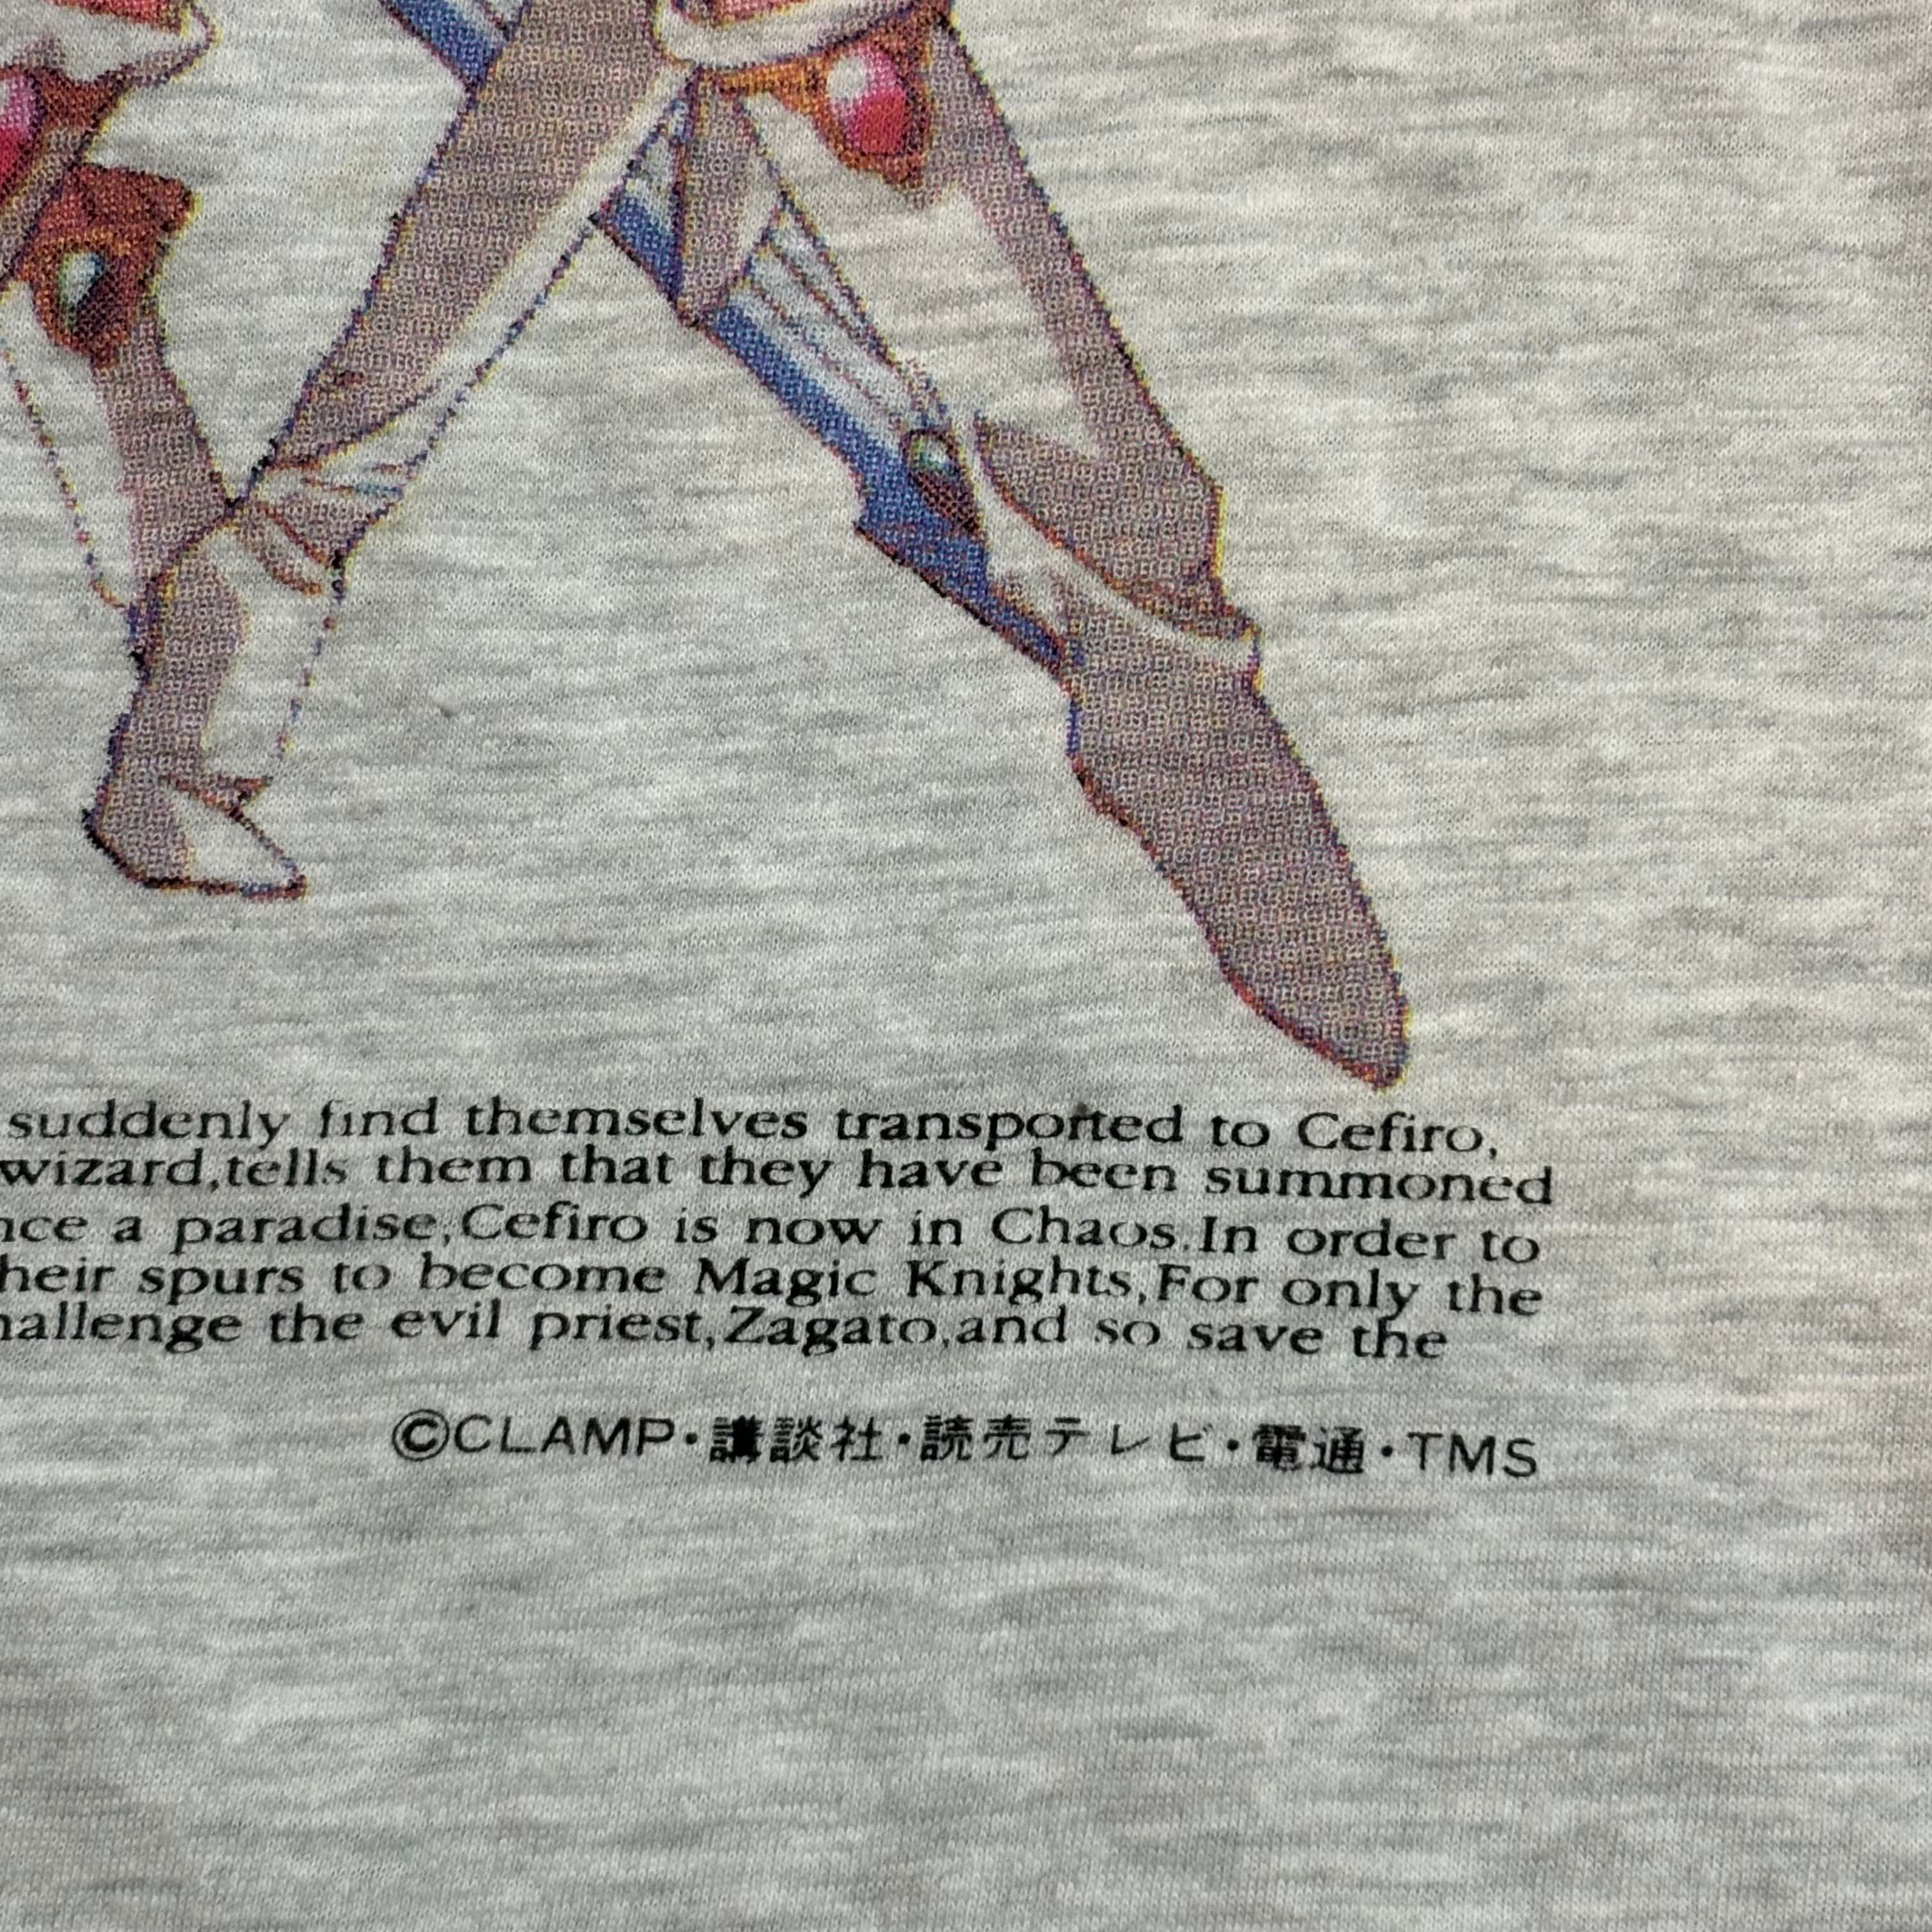 suddenly find themselves transported to Cefiro,
wizard,tells them that they have been summoned
nce a paradise,Cefiro is now in Chaos.In order to
heir spurs to become Magic Knights,For only the
hallenge the evil priest,Zagato,and so save the
©CLAMP・講談社・読売テレビ・電通・TMS